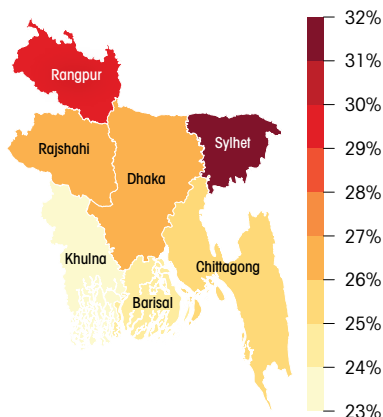 Rangpur
Rajshahi
Dhaka
Sylhet
Khulna
Barisal
Chittagong
32%
31%
30%
29%
28%
27%
26%
25%
24%
23%